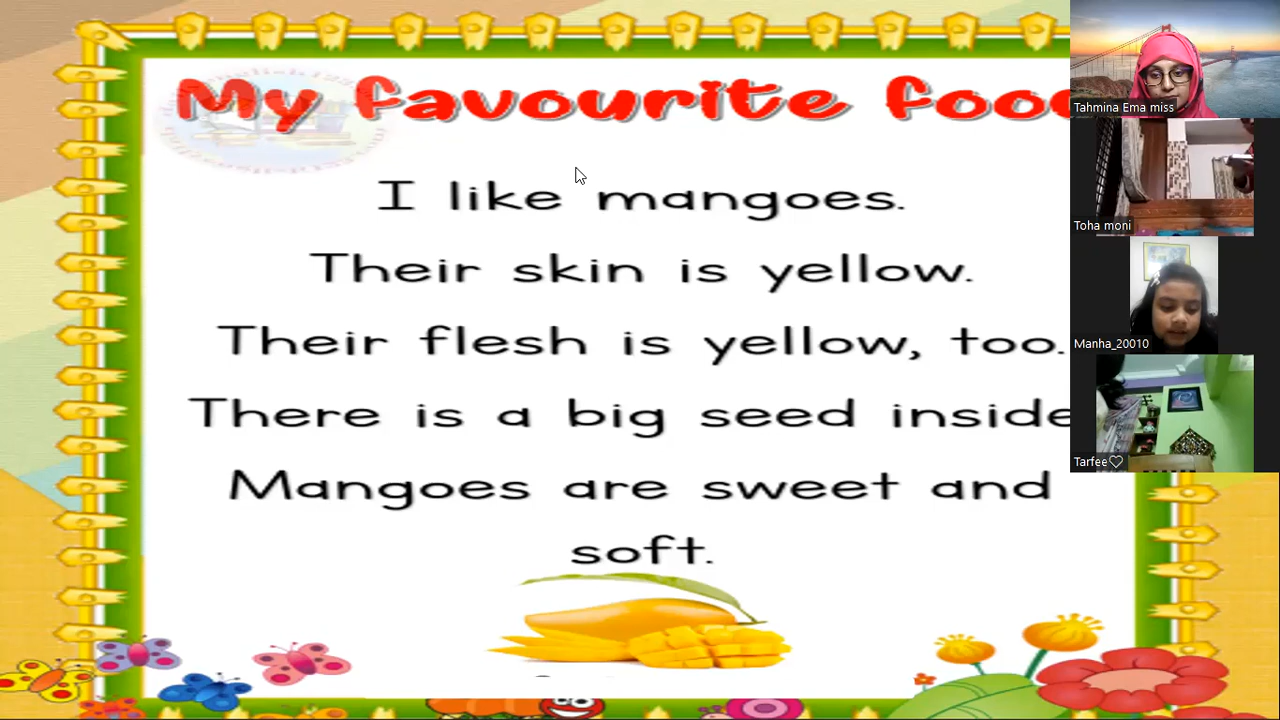 My favourite food
I like mangoes.
Their skin is yellow.
Their flesh is yellow, too.
There is a big seed inside
Mangoes are sweet and
soft.
Tahmina Ema miss
Toha moni
Manha_20010
Tarfee♡